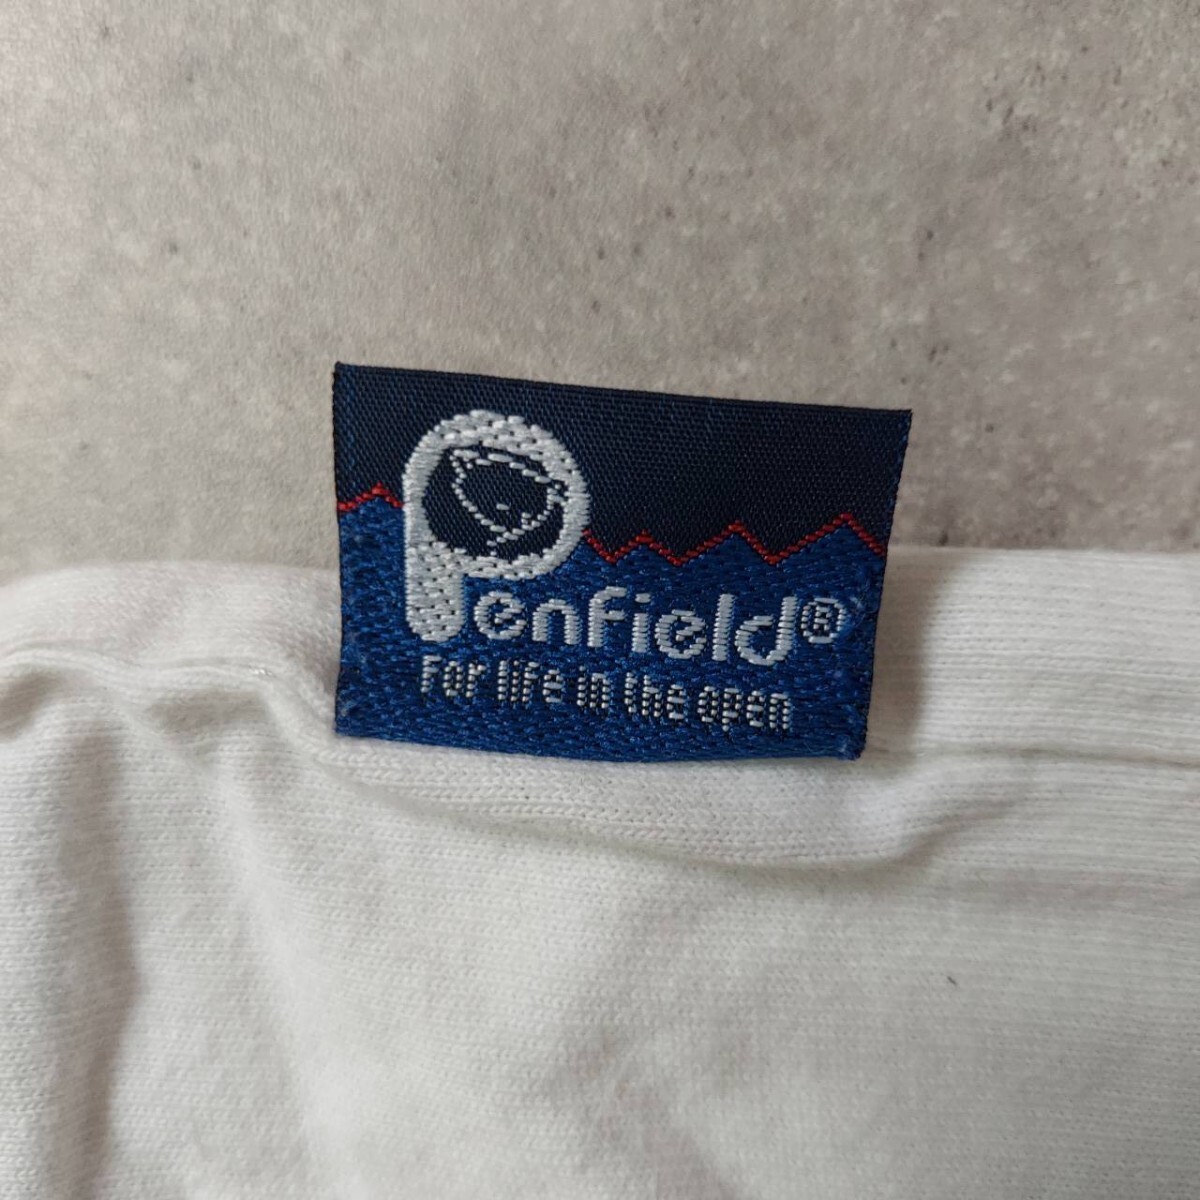 Penfield®
For life in the open